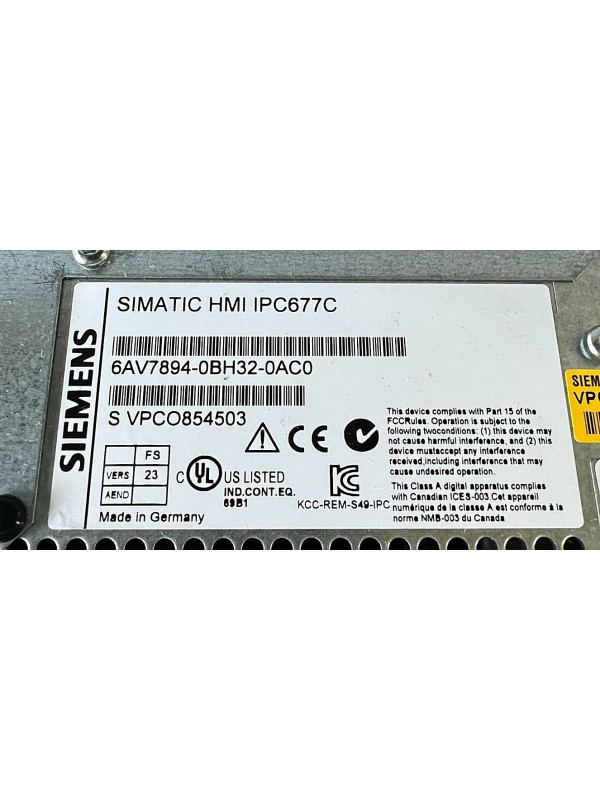 SIEMENS
SIMATIC HMI IPC677C
6AV7894-0BH32-0AC0
S VPCO854503
FS
VERS 23
AEND
Made in Germany
C UL US LISTED
IND.CONT.EQ.
69B1
CE
KCC-REM-S49-IPC
This device complies with Part 15 of the
FCCRules. Operation is subject to the
following twoconditions: (1) this device may
not cause harmful interference, and (2) this
device mustaccept any interference
received,including interference that may
cause undesired operation.
This Class A digital apparatus complies
with Canadian ICES-003.Cet appareil
numérique de la classe A est conforme à la
norme NMB-003 du Canada